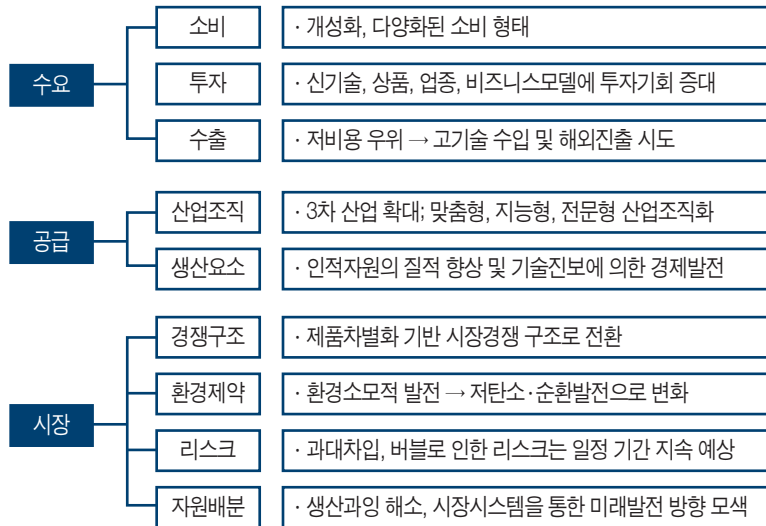 수요
소비
· 개성화, 다양화된 소비 형태
투자
· 신기술, 상품, 업종, 비즈니스모델에 투자기회 증대
수출
· 저비용 우위 → 고기술 수입 및 해외진출 시도
공급
산업조직
· 3차 산업 확대; 맞춤형, 지능형, 전문형 산업조직화
생산요소
· 인적자원의 질적 향상 및 기술진보에 의한 경제발전
시장
경쟁구조
· 제품차별화 기반 시장경쟁 구조로 전환
환경제약
· 환경소모적 발전 → 저탄소·순환발전으로 변화
리스크
· 과대차입, 버블로 인한 리스크는 일정 기간 지속 예상
자원배분
· 생산과잉 해소, 시장시스템을 통한 미래발전 방향 모색